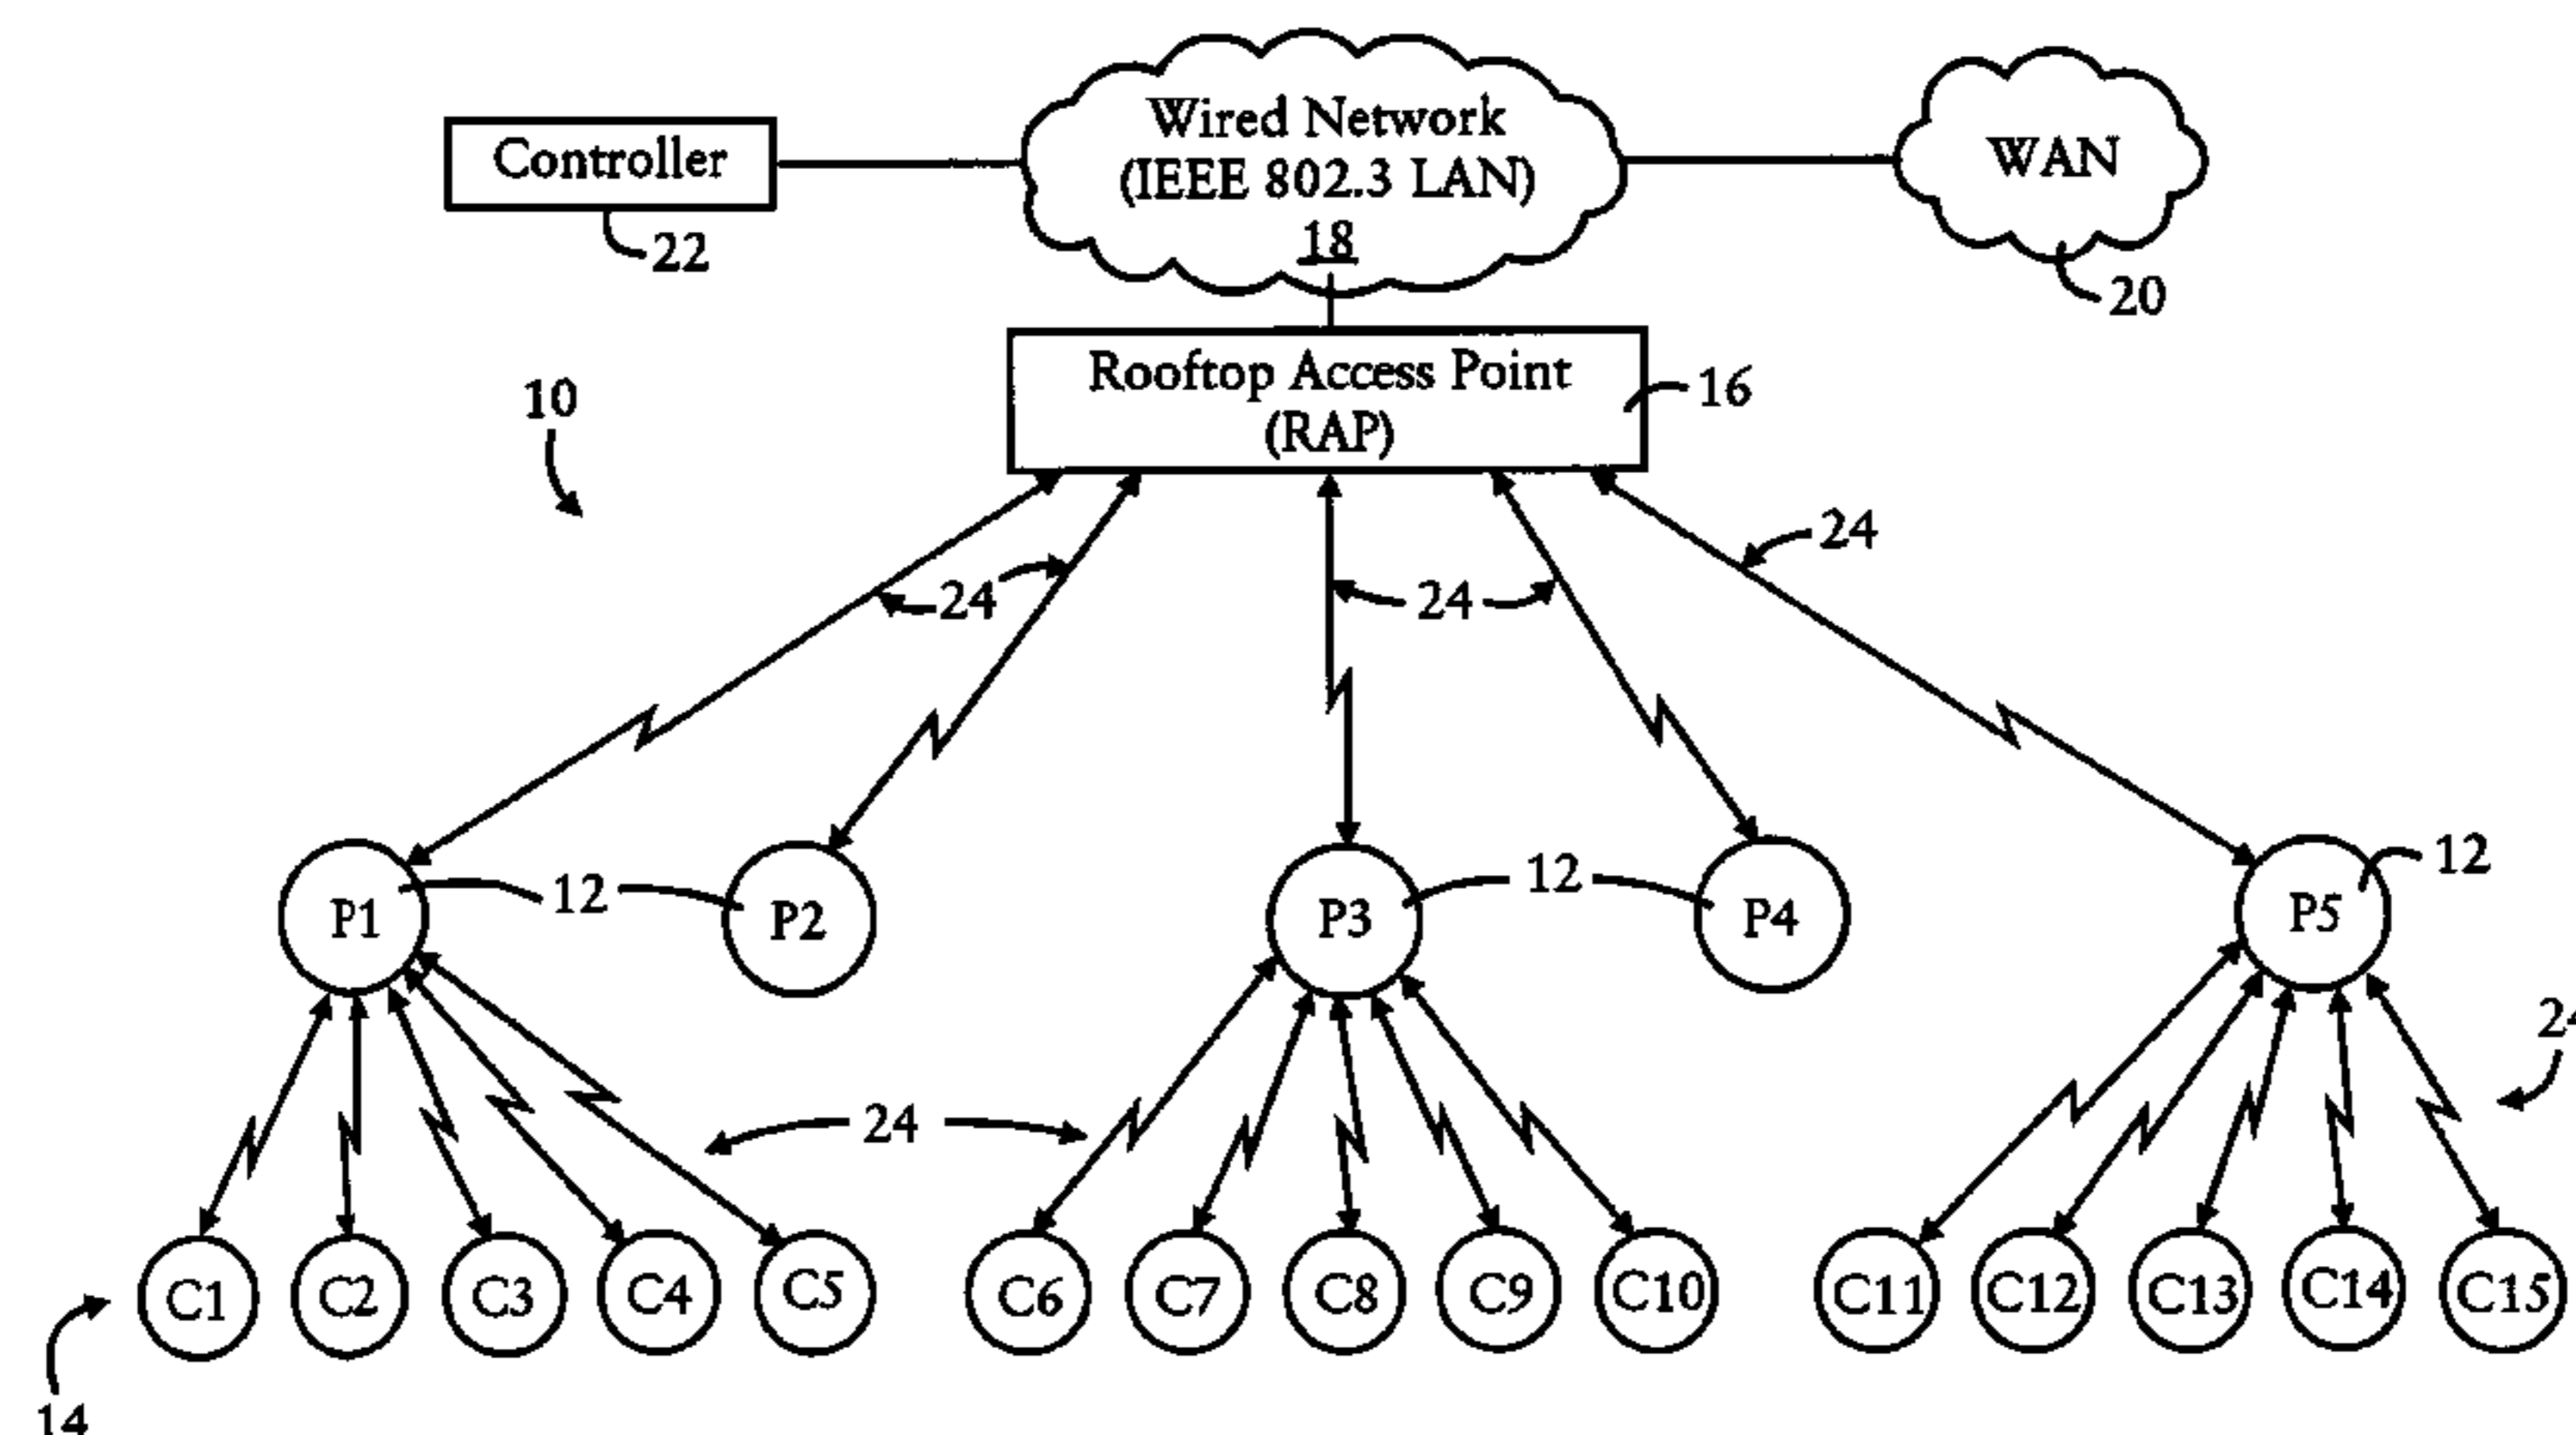 Controller
22
Wired Network
(IEEE 802.3 LAN)
18
WAN
20
Rooftop Access Point
(RAP)
16
10
24
24
24
P1
12
P2
P3
12
P4
P5
12
24
24
C1
C2
C3
C4
C5
C6
C7
C8
C9
C10
C11
C12
C13
C14
C15
14